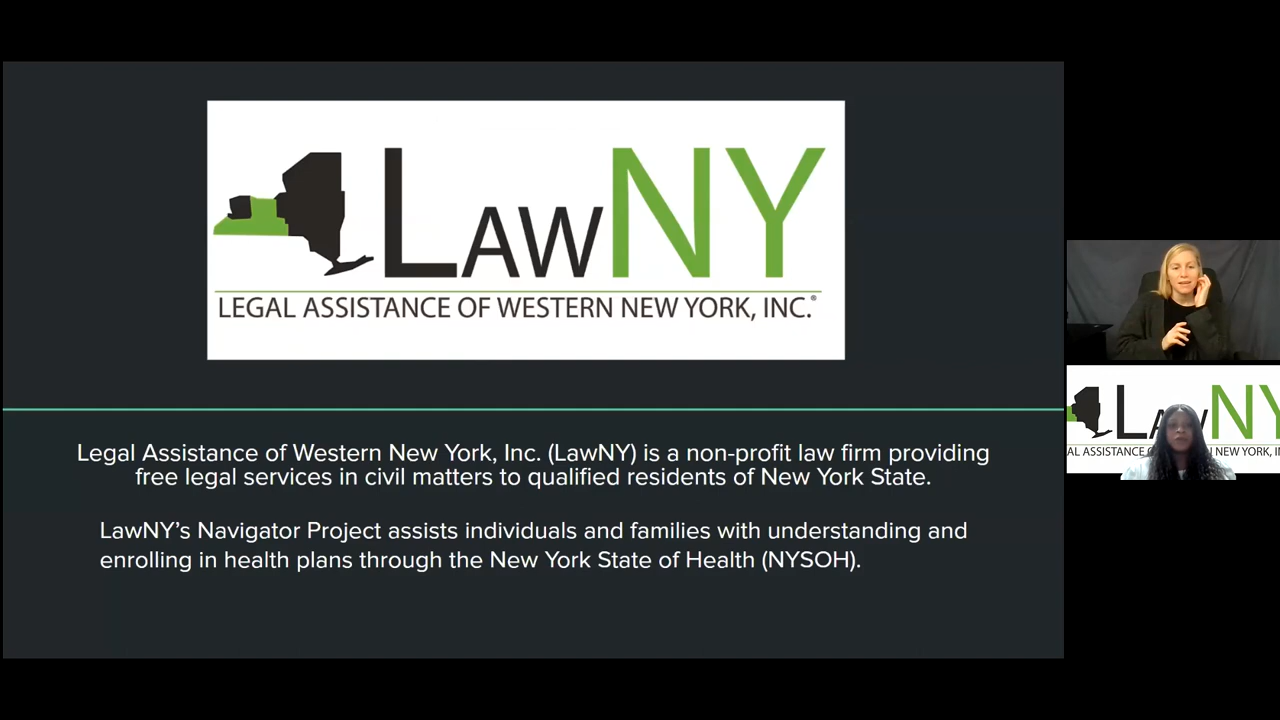 LAWNY
LEGAL ASSISTANCE OF WESTERN NEW YORK, INC.®
Legal Assistance of Western New York, Inc. (LawNY) is a non-profit law firm providing
free legal services in civil matters to qualified residents of New York State.
LawNY’s Navigator Project assists individuals and families with understanding and
enrolling in health plans through the New York State of Health (NYSOH).
LAW NY
AL ASSISTANCE NEW YORK, IN